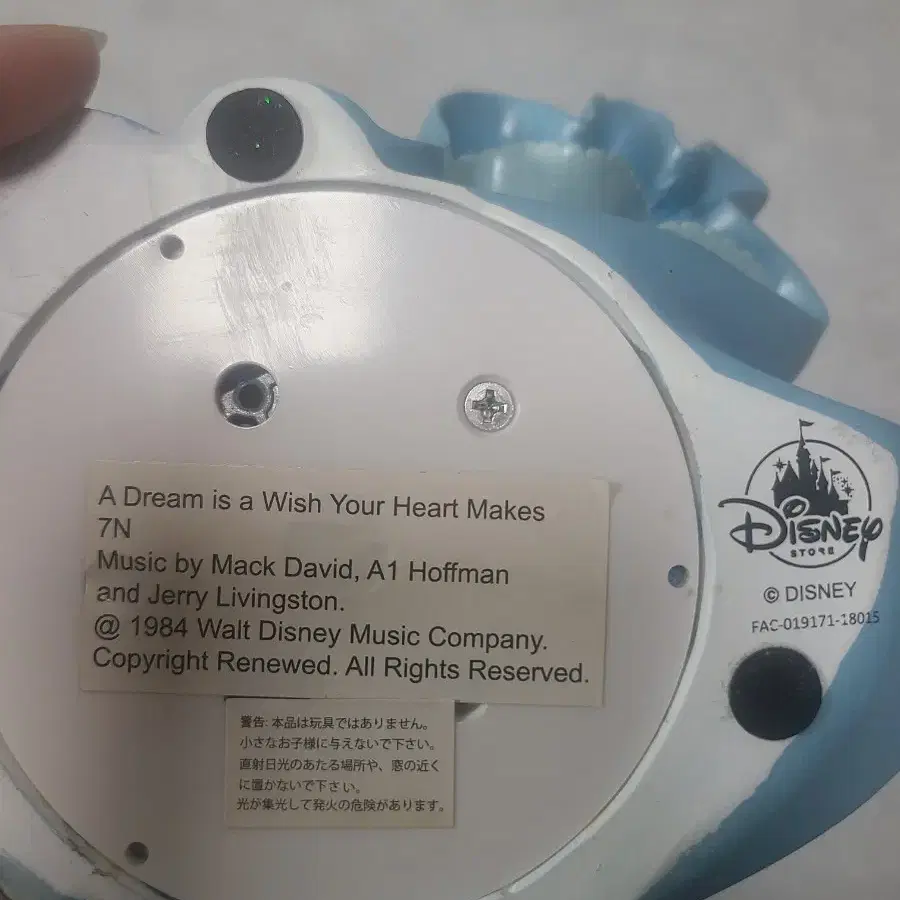 A Dream is a Wish Your Heart Makes
7N
Music by Mack David, A1 Hoffman
and Jerry Livingston.
@ 1984 Walt Disney Music Company.
Copyright Renewed. All Rights Reserved.
警告: 本品は玩具ではありません。
小さなお子様に与えないで下さい。
直射日光のあたる場所や、窓の近く
に置かないで下さい。
光が集光して発火の危険があります。
DISNEY
STORE
© DISNEY
FAC-019171-18015